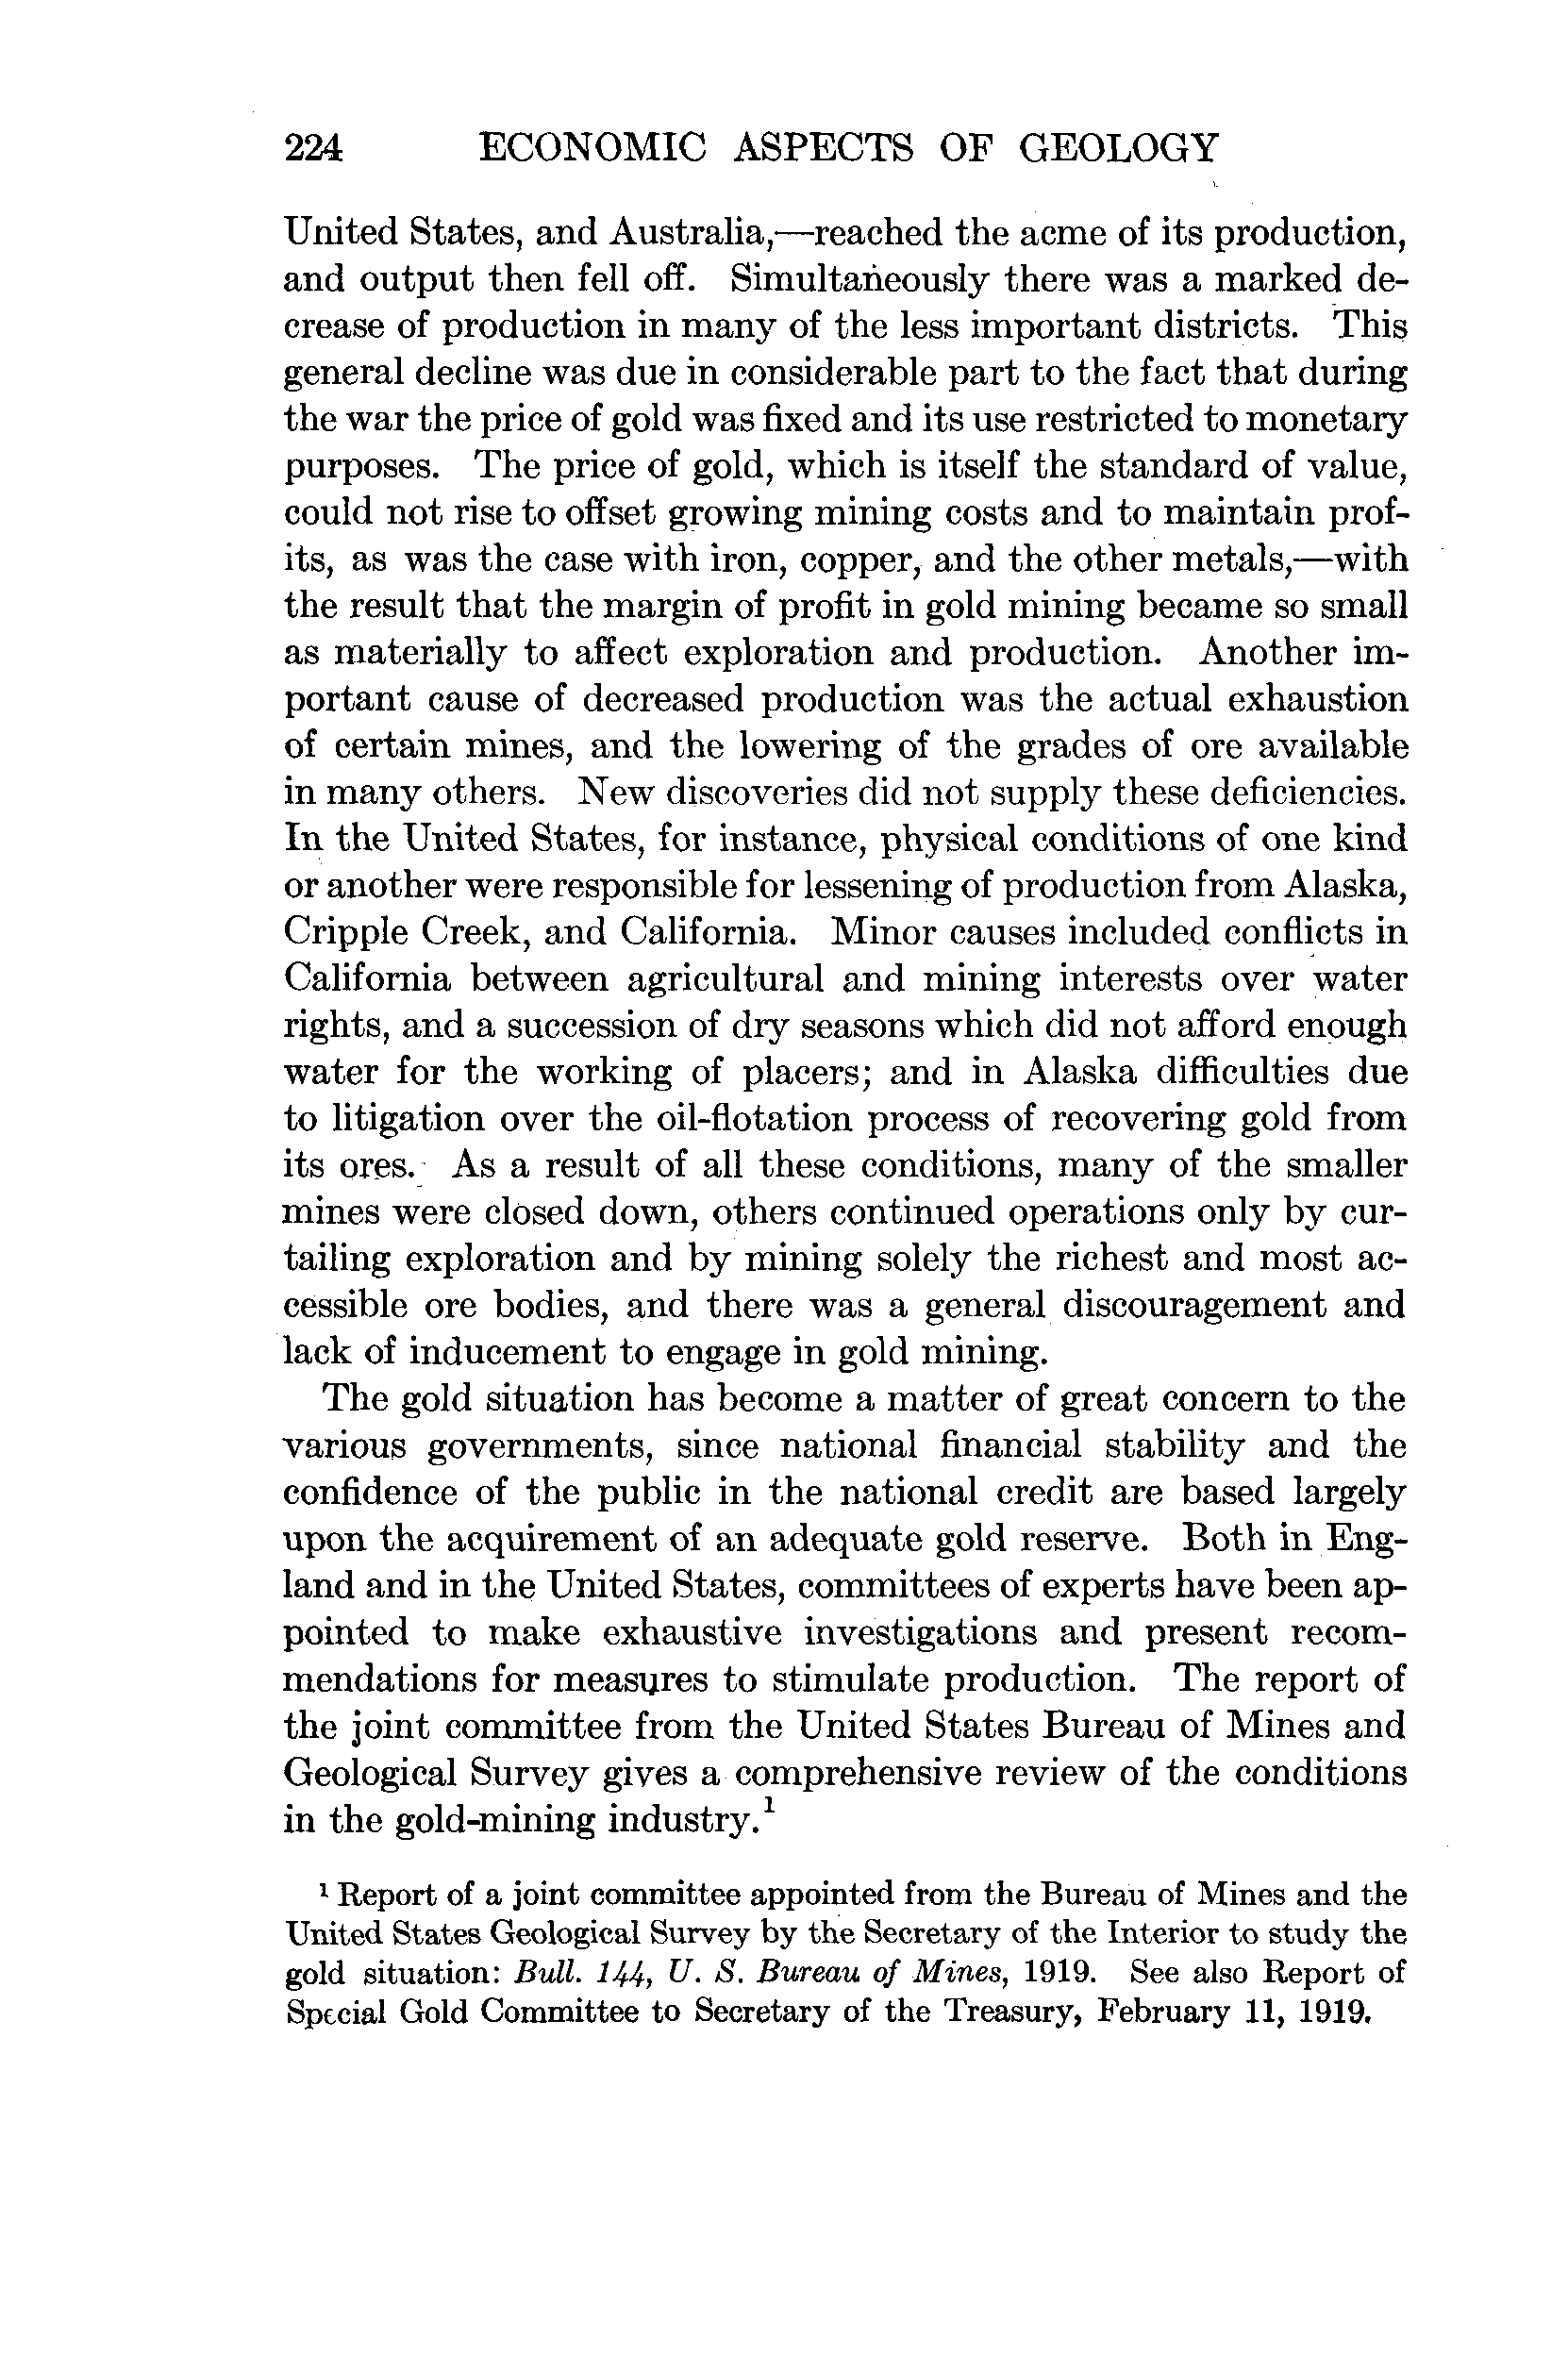 224 ECONOMIC ASPECTS OF GEOLOGY
United States, and Australia,—reached the acme of its production,
and output then fell off. Simultaneously there was a marked de-
crease of production in many of the less important districts. This
general decline was due in considerable part to the fact that during
the war the price of gold was fixed and its use restricted to monetary
purposes. The price of gold, which is itself the standard of value,
could not rise to offset growing mining costs and to maintain prof-
its, as was the case with iron, copper, and the other metals,—with
the result that the margin of profit in gold mining became so small
as materially to affect exploration and production. Another im-
portant cause of decreased production was the actual exhaustion
of certain mines, and the lowering of the grades of ore available
in many others. New discoveries did not supply these deficiencies.
In the United States, for instance, physical conditions of one kind
or another were responsible for lessening of production from Alaska,
Cripple Creek, and California. Minor causes included conflicts in
California between agricultural and mining interests over water
rights, and a succession of dry seasons which did not afford enough
water for the working of placers; and in Alaska difficulties due
to litigation over the oil-flotation process of recovering gold from
its ores. As a result of all these conditions, many of the smaller
mines were closed down, others continued operations only by cur-
tailing exploration and by mining solely the richest and most ac-
cessible ore bodies, and there was a general discouragement and
lack of inducement to engage in gold mining.
The gold situation has become a matter of great concern to the
various governments, since national financial stability and the
confidence of the public in the national credit are based largely
upon the acquirement of an adequate gold reserve. Both in Eng-
land and in the United States, committees of experts have been ap-
pointed to make exhaustive investigations and present recom-
mendations for measures to stimulate production. The report of
the joint committee from the United States Bureau of Mines and
Geological Survey gives a comprehensive review of the conditions
in the gold-mining industry.¹
¹ Report of a joint committee appointed from the Bureau of Mines and the
United States Geological Survey by the Secretary of the Interior to study the
gold situation: Bull. 144, U. S. Bureau of Mines, 1919. See also Report of
Special Gold Committee to Secretary of the Treasury, February 11, 1919.